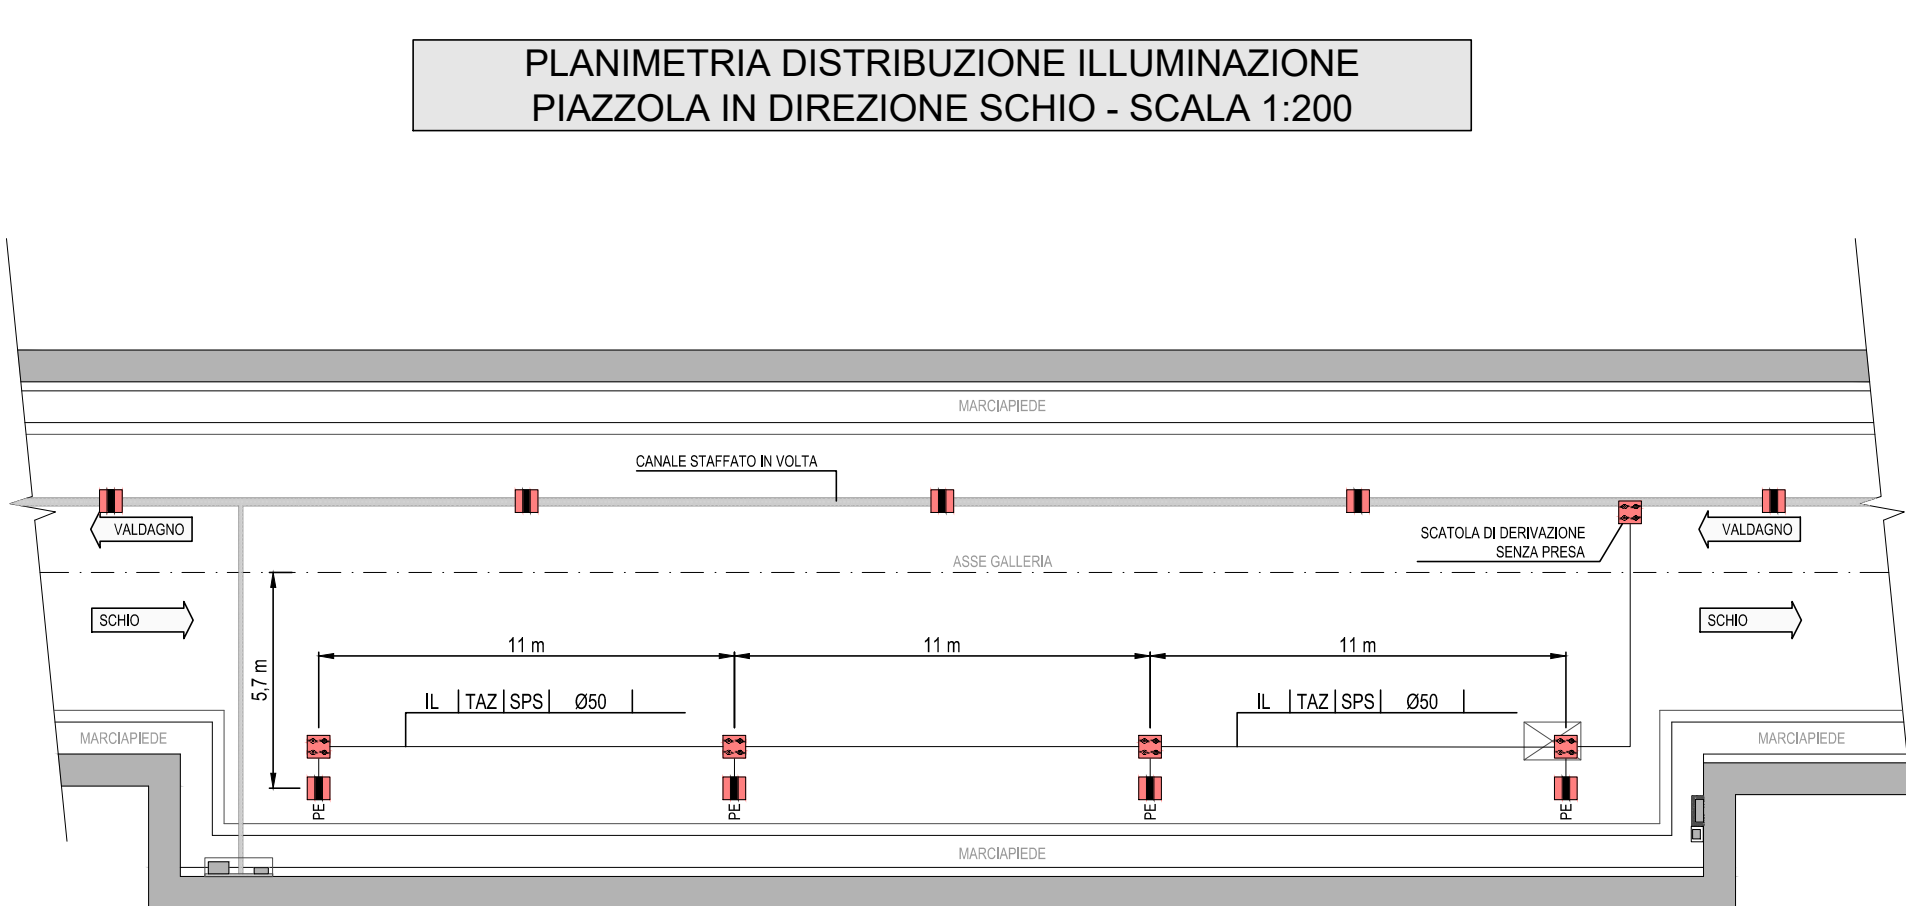 PLANIMETRIA DISTRIBUZIONE ILLUMINAZIONE
PIAZZOLA IN DIREZIONE SCHIO - SCALA 1:200
MARCIAPIEDE
CANALE STAFFATO IN VOLTA
VALDAGNO
SCATOLA DI DERIVAZIONE
SENZA PRESA
VALDAGNO
ASSE GALLERIA
SCHIO
SCHIO
5,7 m
11 m
11 m
11 m
IL TAZ SPS Ø50
IL TAZ SPS Ø50
MARCIAPIEDE
MARCIAPIEDE
PE
PE
PE
PE
MARCIAPIEDE